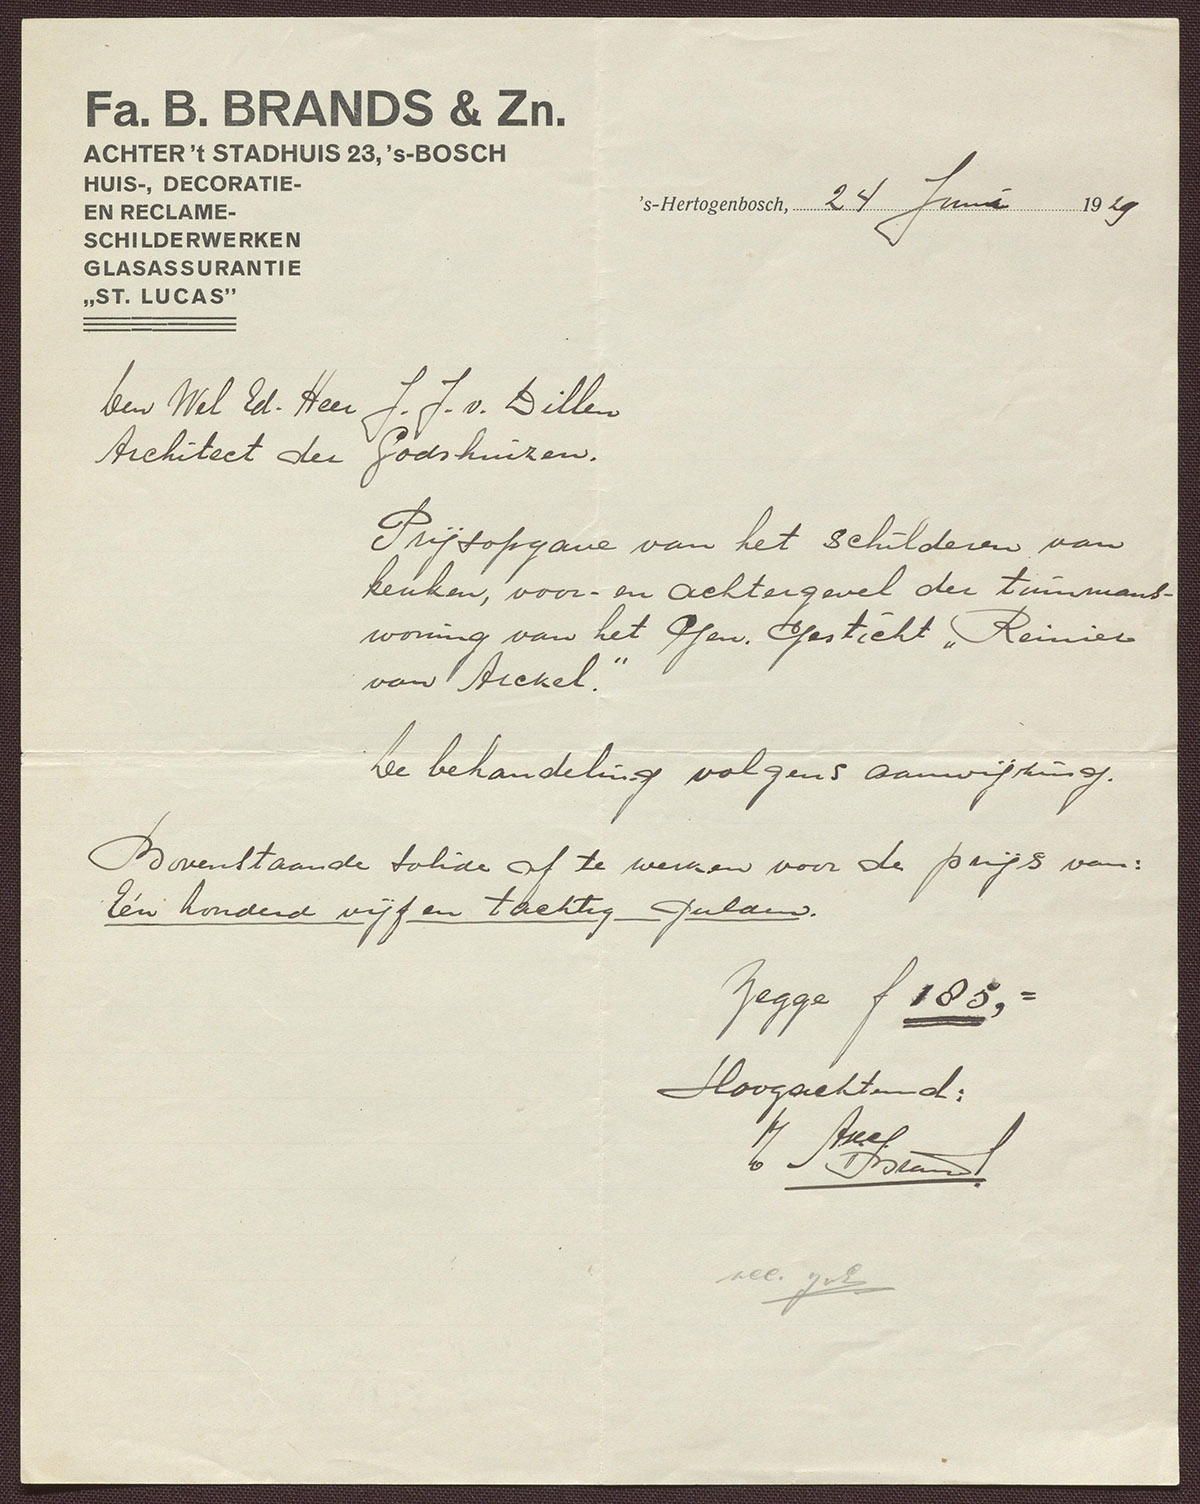 Fa. B. BRANDS & Zn.
ACHTER 't STADHUIS 23, 's-BOSCH
HUIS-, DECORATIE-
EN RECLAME-
SCHILDERWERKEN
GLASASSURANTIE
„ST. LUCAS”
's-Hertogenbosch, 24 Juni 1929
Den Wel Ed. Heer J. J. v. Dillen
Architect der Godshuizen.
Prijsopgave van het schilderen van
keuken, voor- en achtergevel der tuinmans-
woning van het Gen. Gesticht „Reinier
van Arckel.”
De behandeling volgens aanwijzing.
Bovenstaande solide af te werken voor de prijs van:
Eén honderd vijf en tachtig gulden.
Zegge f 185,=
Hoogachtend:
Brands